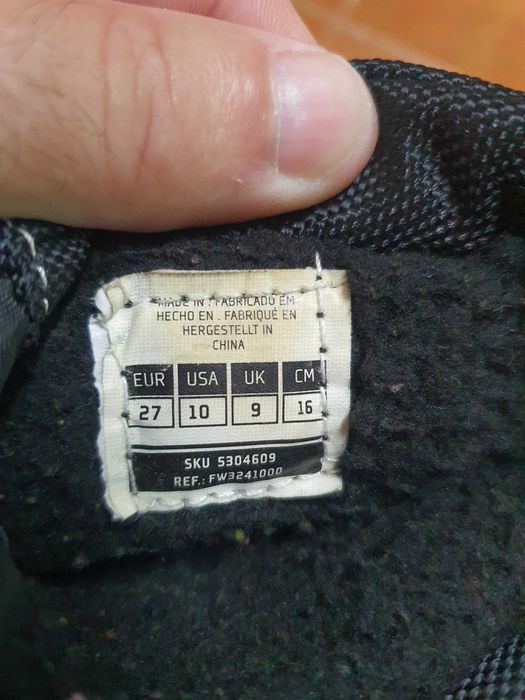 MADE IN . FABRICADO EM
HECHO EN . FABRIQUÉ EN
HERGESTELLT IN
CHINA
EUR USA UK CM
27 10 9 16
SKU 5304609
REF.: FW3241000